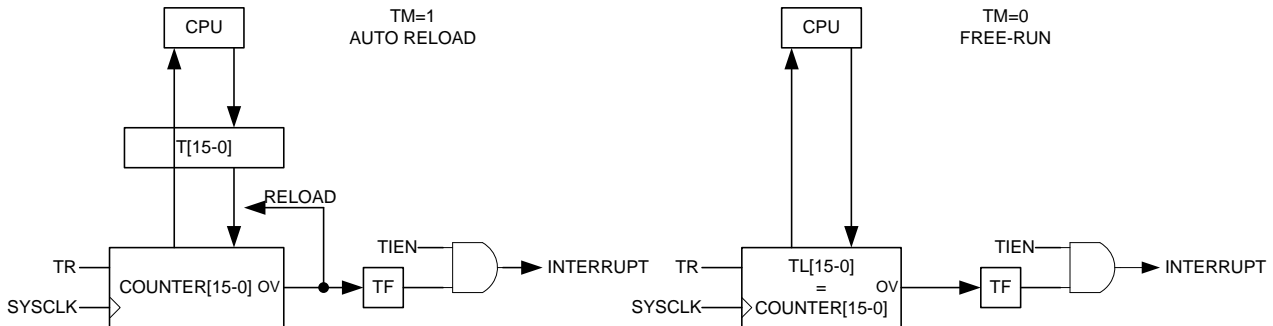 CPU
TM=1
AUTO RELOAD
T[15-0]
RELOAD
TR
SYSCLK
COUNTER[15-0]
OV
TF
TIEN
INTERRUPT
CPU
TM=0
FREE-RUN
TR
SYSCLK
TL[15-0]
=
COUNTER[15-0]
OV
TF
TIEN
INTERRUPT